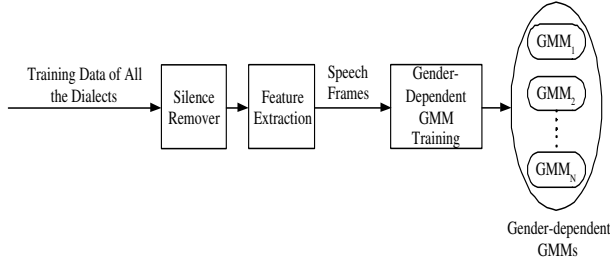 Training Data of All
the Dialects
Silence
Remover
Feature
Extraction
Speech
Frames
Gender-
Dependent
GMM
Training
GMM1
GMM2
GMMN
Gender-dependent
GMMs